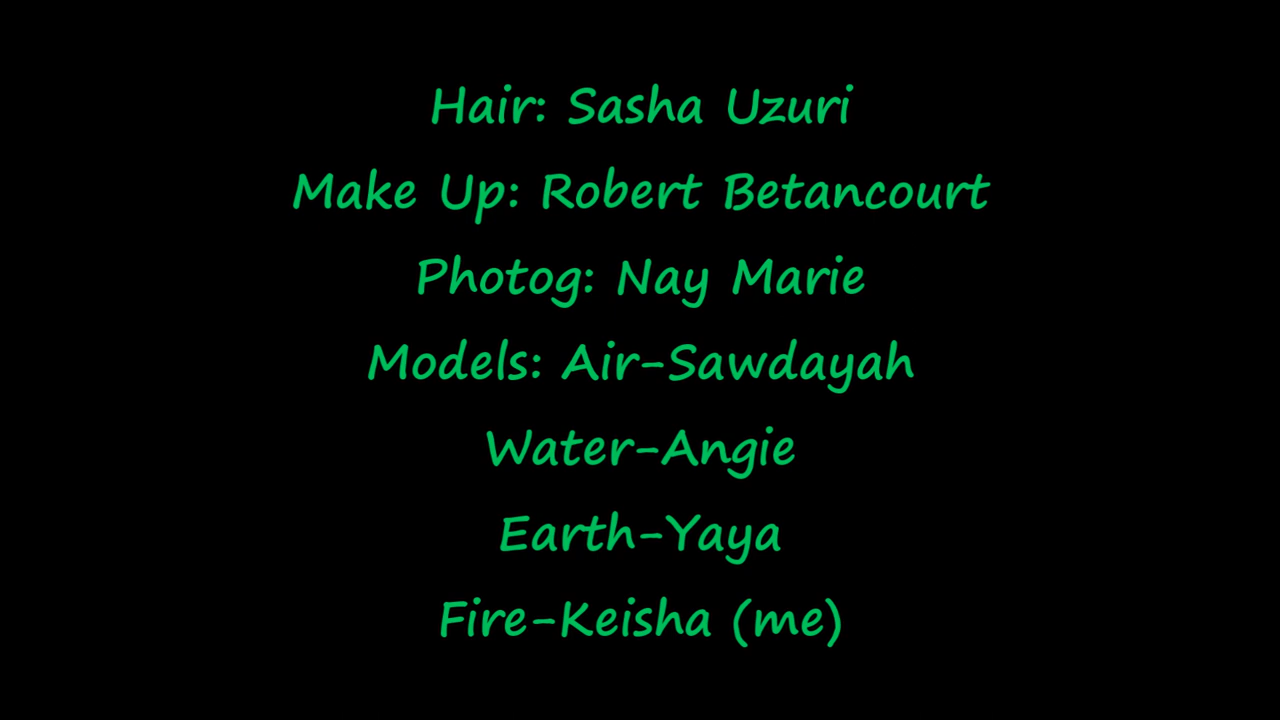 Hair: Sasha Uzuri
Make Up: Robert Betancourt
Photog: Nay Marie
Models: Air-Sawdayah
Water-Angie
Earth-Yaya
Fire-Keisha (me)